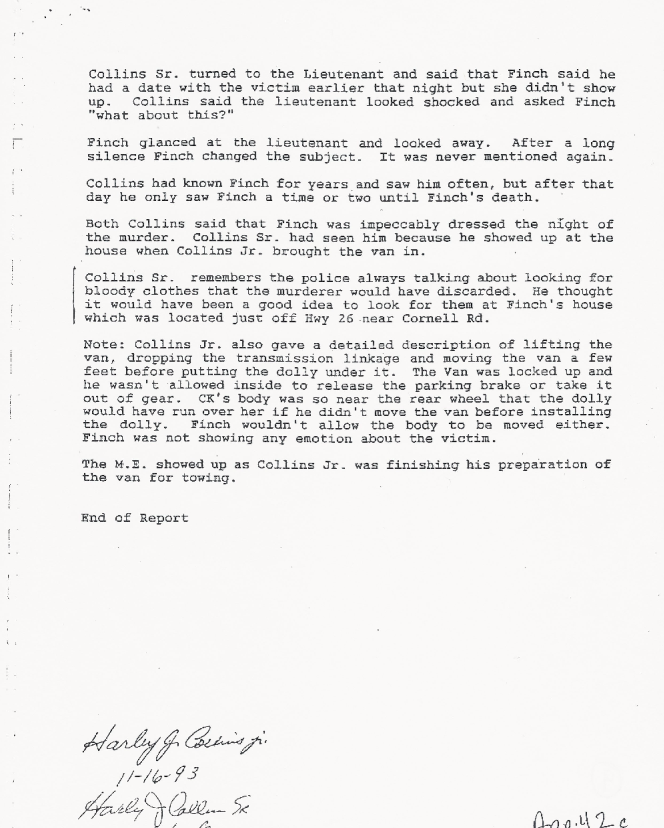 Collins Sr. turned to the Lieutenant and said that Finch said he
had a date with the victim earlier that night but she didn't show
up. Collins said the lieutenant looked shocked and asked Finch
"what about this?"
Finch glanced at the lieutenant and looked away. After a long
silence Finch changed the subject. It was never mentioned again.
Collins had known Finch for years and saw him often, but after that
day he only saw Finch a time or two until Finch's death.
Both Collins said that Finch was impeccably dressed the night of
the murder. Collins Sr. had seen him because he showed up at the
house when Collins Jr. brought the van in.
Collins Sr. remembers the police always talking about looking for
bloody clothes that the murderer would have discarded. He thought
it would have been a good idea to look for them at Finch's house
which was located just off Hwy 26 near Cornell Rd.
Note: Collins Jr. also gave a detailed description of lifting the
van, dropping the transmission linkage and moving the van a few
feet before putting the dolly under it. The Van was locked up and
he wasn't allowed inside to release the parking brake or take it
out of gear. CK's body was so near the rear wheel that the dolly
would have run over her if he didn't move the van before installing
the dolly. Finch wouldn't allow the body to be moved either.
Finch was not showing any emotion about the victim.
The M.E. showed up as Collins Jr. was finishing his preparation of
the van for towing.
End of Report
Harley J. Collins jr.
11-16-93
Harly J Collins Sr